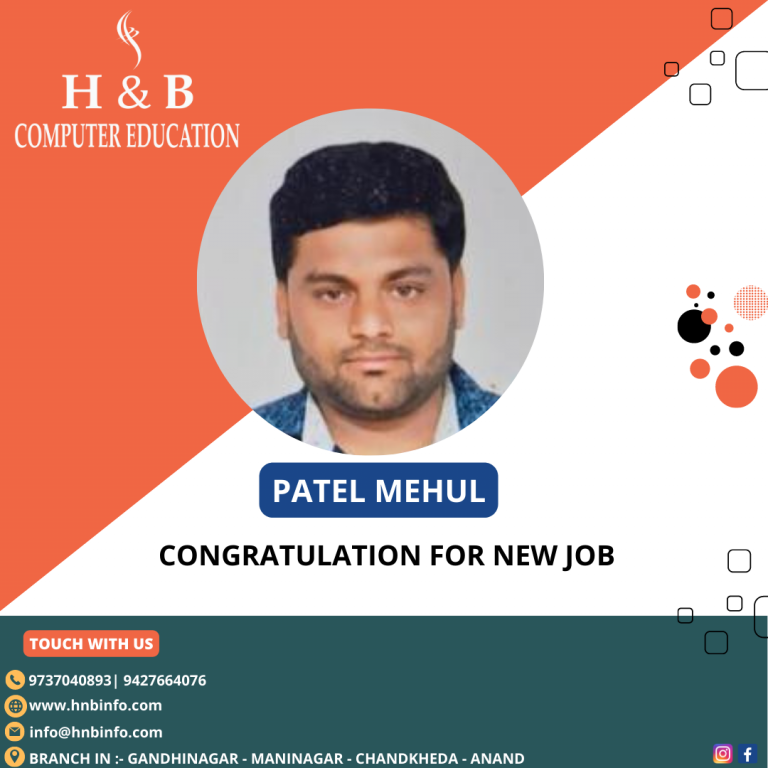 H & B
COMPUTER EDUCATION
PATEL MEHUL
CONGRATULATION FOR NEW JOB
TOUCH WITH US
9737040893| 9427664076
www.hnbinfo.com
info@hnbinfo.com
BRANCH IN :- GANDHINAGAR - MANINAGAR - CHANDKHEDA - ANAND